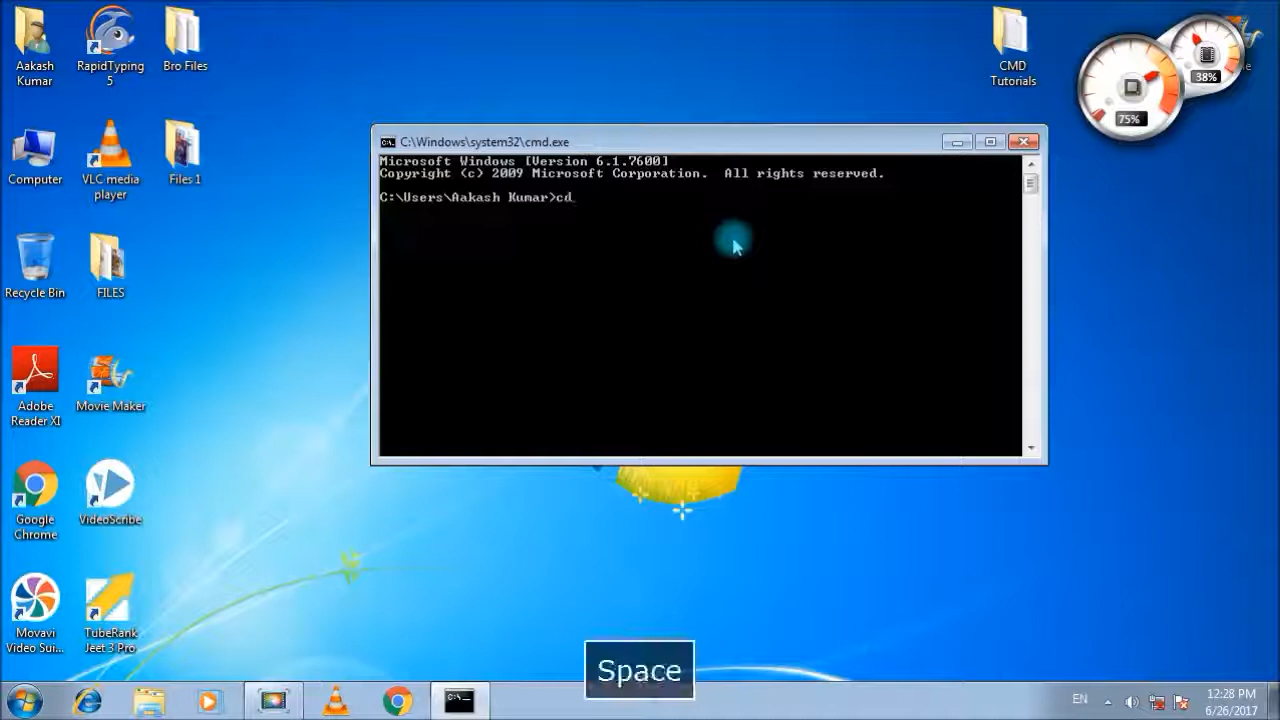 Aakash
Kumar
RapidTyping
5
Bro Files
CMD
Tutorials
38%
75%
Computer
VLC media
player
Files 1
C:\Windows\system32\cmd.exe
Microsoft Windows [Version 6.1.7600]
Copyright (c) 2009 Microsoft Corporation.  All rights reserved.
C:\Users\Aakash Kumar>cd
Recycle Bin
FILES
Adobe
Reader XI
Movie Maker
Google
Chrome
VideoScribe
Movavi
Video Sui...
TubeRank
Jeet 3 Pro
Space
EN
12:28 PM
6/26/2017